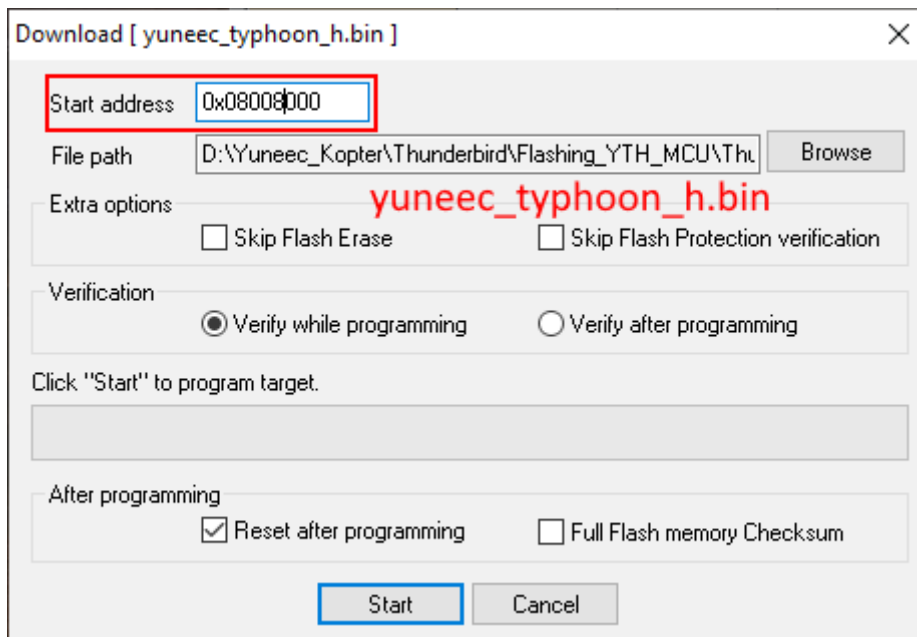 Download [ yuneec_typhoon_h.bin ]
Start address 0x08008000
File path D:\Yuneec_Kopter\Thunderbird\Flashing_YTH_MCU\Thu Browse
yuneec_typhoon_h.bin
Extra options
Skip Flash Erase Skip Flash Protection verification
Verification
Verify while programming Verify after programming
Click "Start" to program target.
After programming
Reset after programming Full Flash memory Checksum
Start Cancel